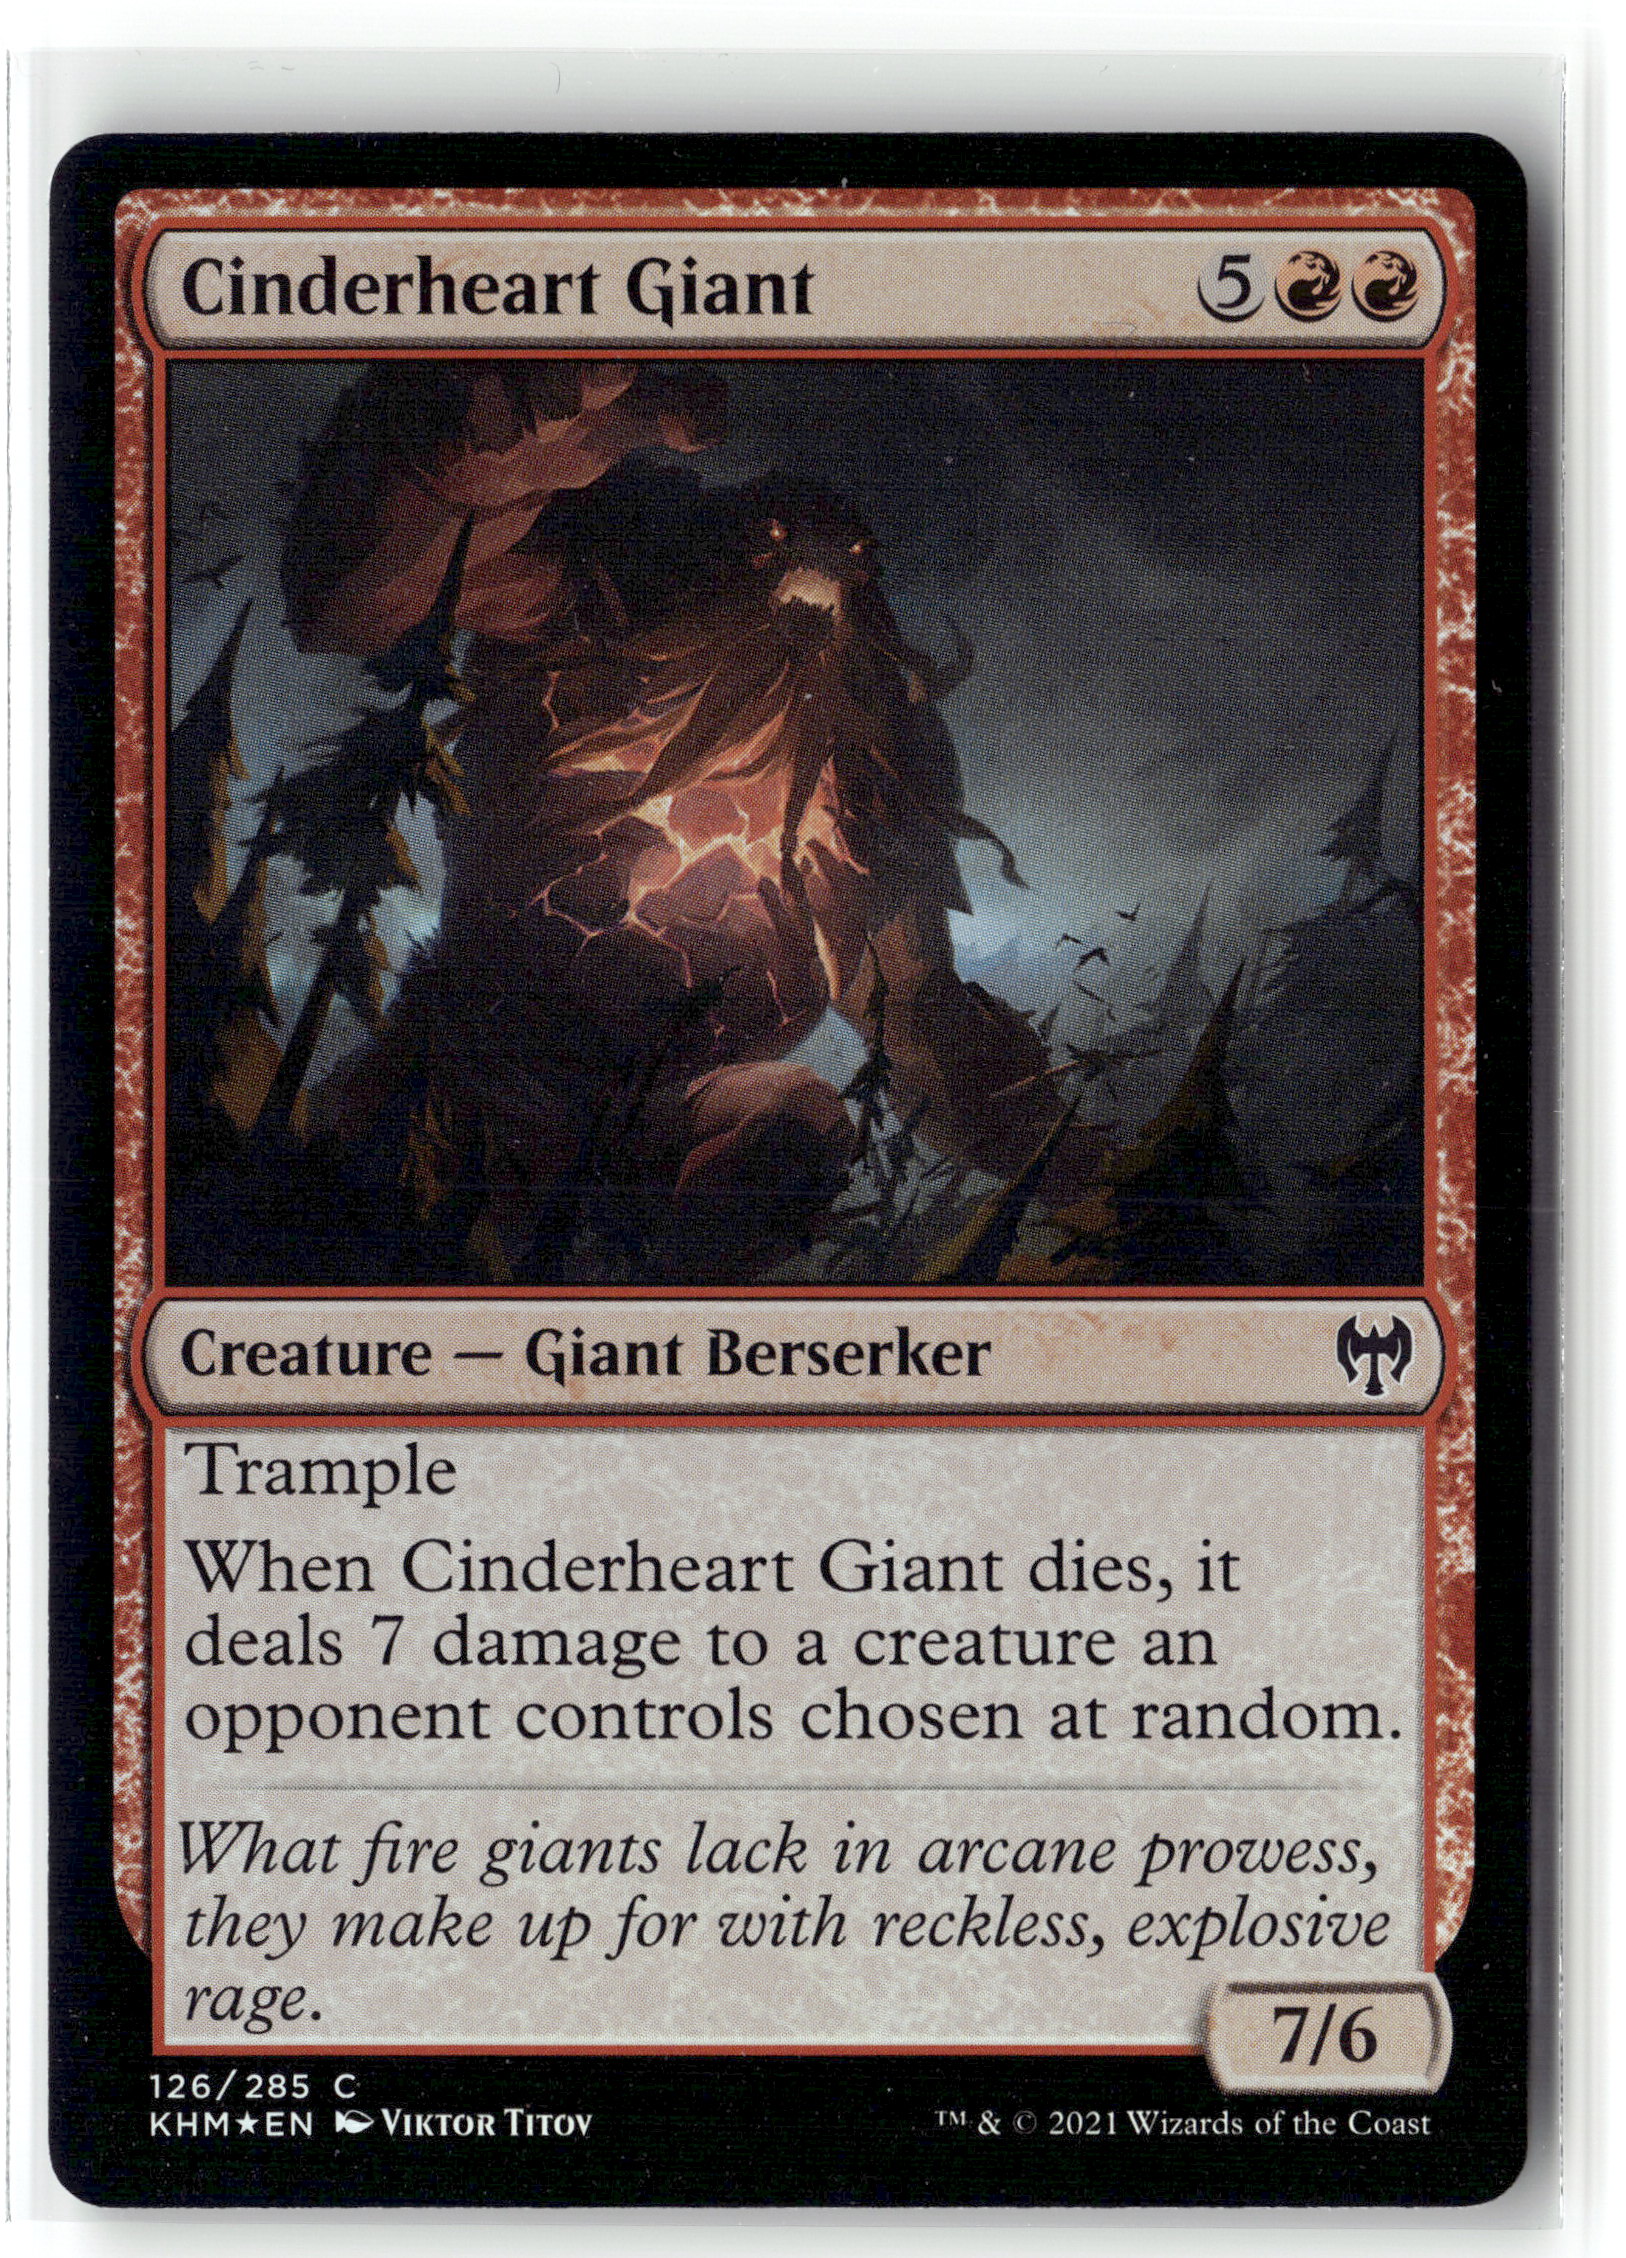 Cinderheart Giant 5
Creature — Giant Berserker
Trample
When Cinderheart Giant dies, it
deals 7 damage to a creature an
opponent controls chosen at random.
What fire giants lack in arcane prowess,
they make up for with reckless, explosive
rage.
7/6
126/285 C
KHM★EN VIKTOR TITOV
™ & © 2021 Wizards of the Coast